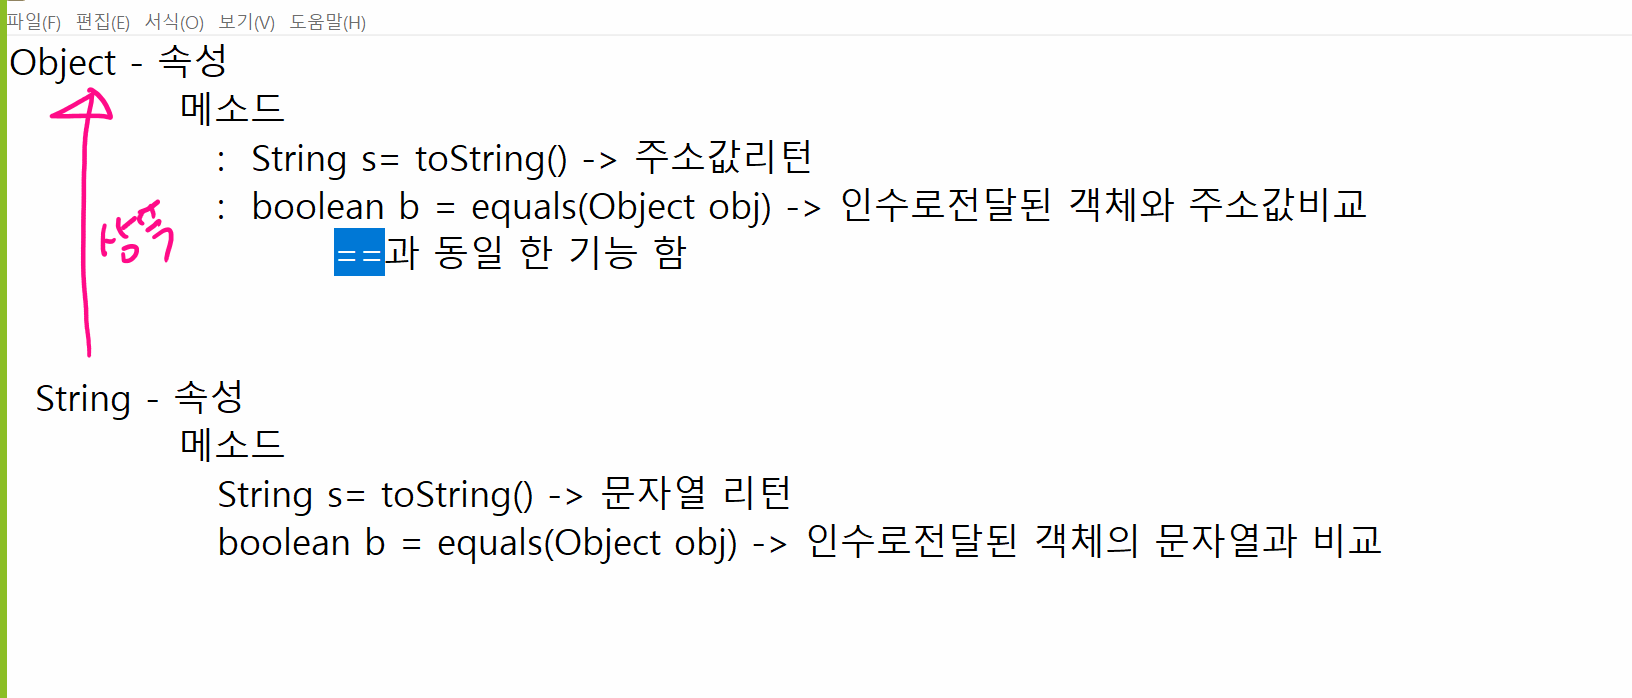 파일(F) 편집(E) 서식(O) 보기(V) 도움말(H)
Object - 속성
메소드
: String s= toString() -> 주소값리턴
: boolean b = equals(Object obj) -> 인수로전달된 객체와 주소값비교
==과 동일 한 기능 함
String - 속성
메소드
String s= toString() -> 문자열 리턴
boolean b = equals(Object obj) -> 인수로전달된 객체의 문자열과 비교